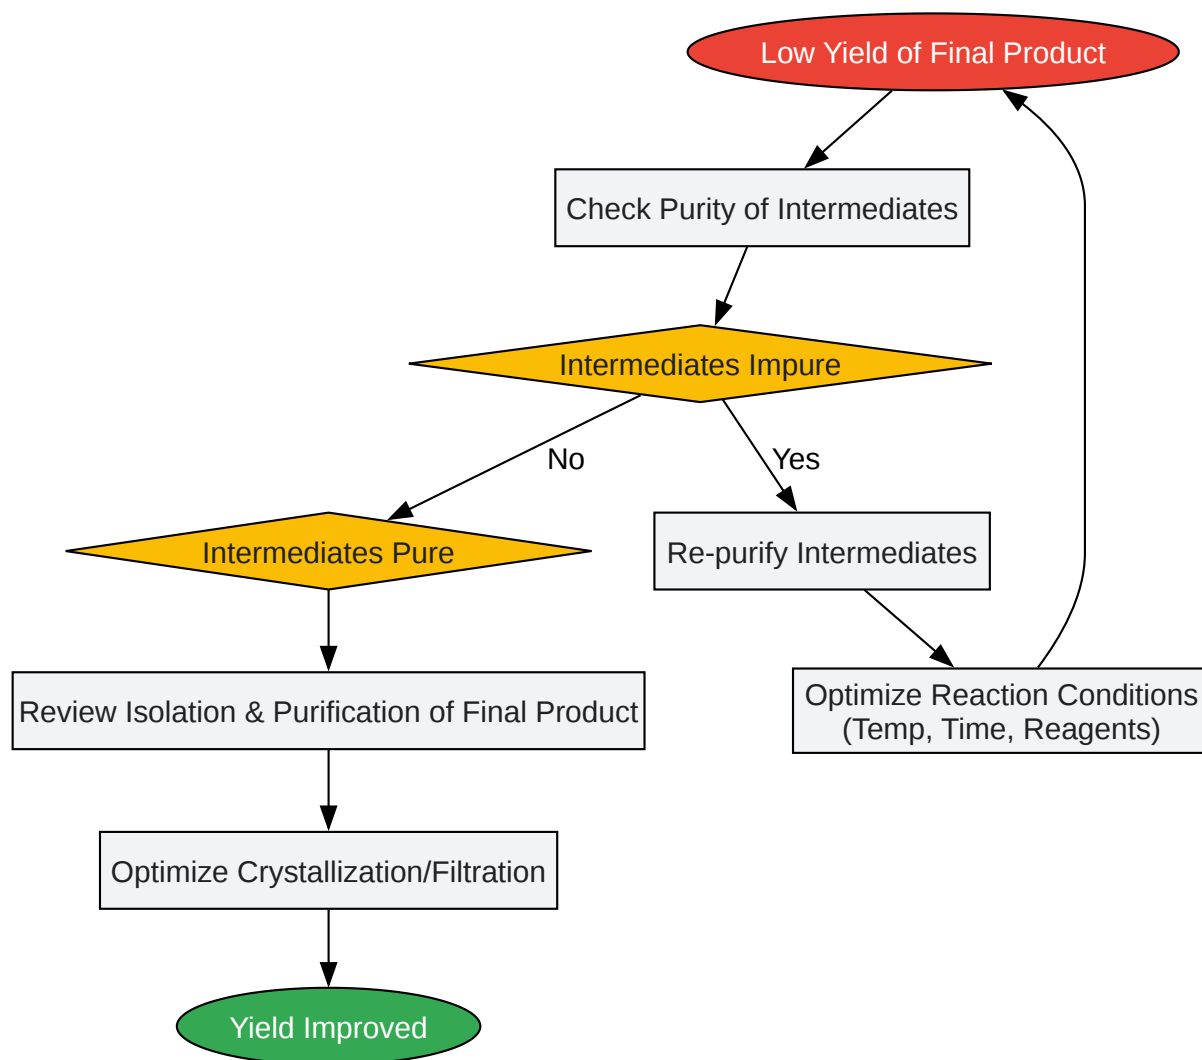 Low Yield of Final Product
Check Purity of Intermediates
Intermediates Impure
No
Yes
Intermediates Pure
Re-purify Intermediates
Review Isolation & Purification of Final Product
Optimize Reaction Conditions
(Temp, Time, Reagents)
Optimize Crystallization/Filtration
Yield Improved